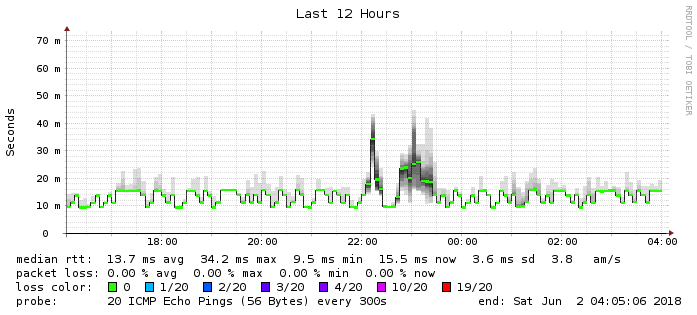 Last 12 Hours
RRDTOOL / TOBI OETIKER
Seconds
70 m
60 m
50 m
40 m
30 m
20 m
10 m
0
18:00 20:00 22:00 00:00 02:00 04:00
median rtt: 13.7 ms avg 34.2 ms max 9.5 ms min 15.5 ms now 3.6 ms sd 3.8 am/s
packet loss: 0.00 % avg 0.00 % max 0.00 % min 0.00 % now
loss color: 0 1/20 2/20 3/20 4/20 10/20 19/20
probe: 20 ICMP Echo Pings (56 Bytes) every 300s end: Sat Jun 2 04:05:06 2018